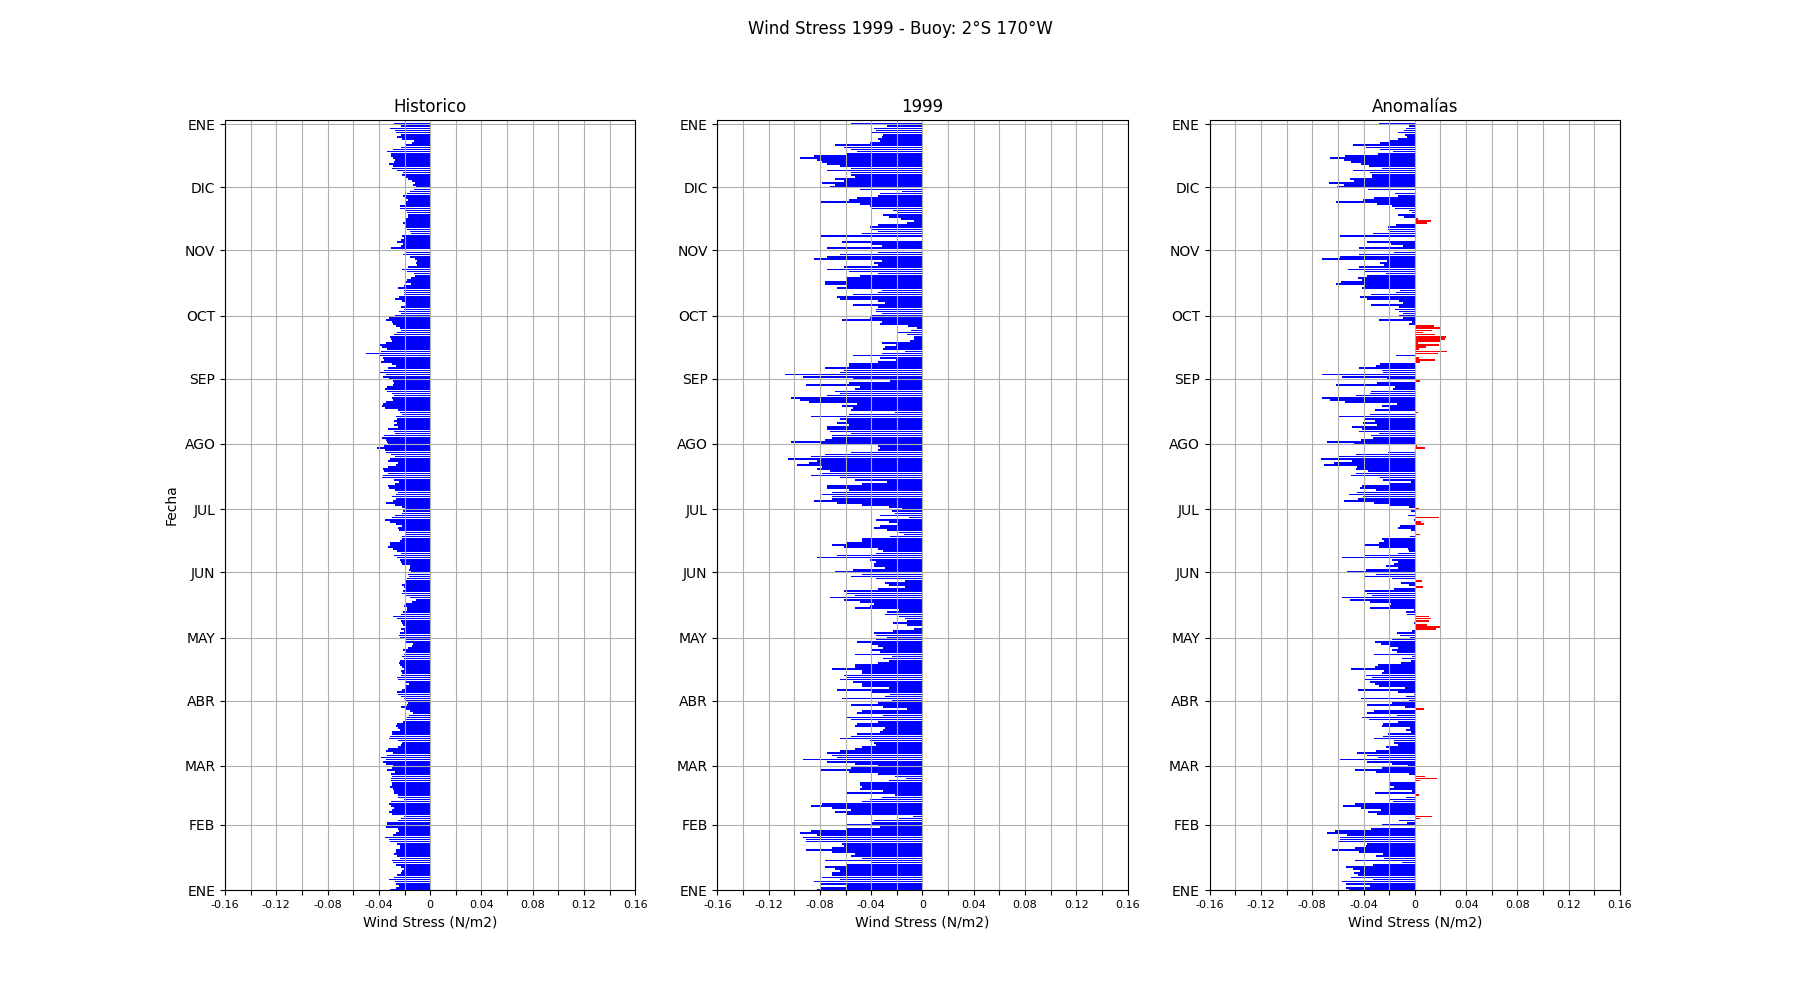 Wind Stress 1999 - Buoy: 2°S 170°W
Historico
ENE
DIC
NOV
OCT
SEP
AGO
JUL
JUN
MAY
ABR
MAR
FEB
ENE
Fecha
-0.16 -0.12 -0.08 -0.04 0 0.04 0.08 0.12 0.16
Wind Stress (N/m2)
1999
ENE
DIC
NOV
OCT
SEP
AGO
JUL
JUN
MAY
ABR
MAR
FEB
ENE
-0.16 -0.12 -0.08 -0.04 0 0.04 0.08 0.12 0.16
Wind Stress (N/m2)
Anomalías
ENE
DIC
NOV
OCT
SEP
AGO
JUL
JUN
MAY
ABR
MAR
FEB
ENE
-0.16 -0.12 -0.08 -0.04 0 0.04 0.08 0.12 0.16
Wind Stress (N/m2)